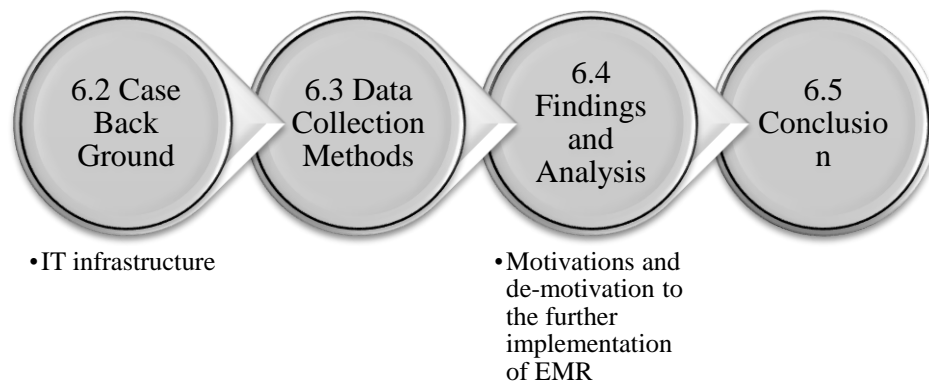 6.2 Case
Back
Ground
6.3 Data
Collection
Methods
6.4
Findings
and
Analysis
6.5
Conclusio
n
•IT infrastructure
•Motivations and
de-motivation to
the further
implementation
of EMR